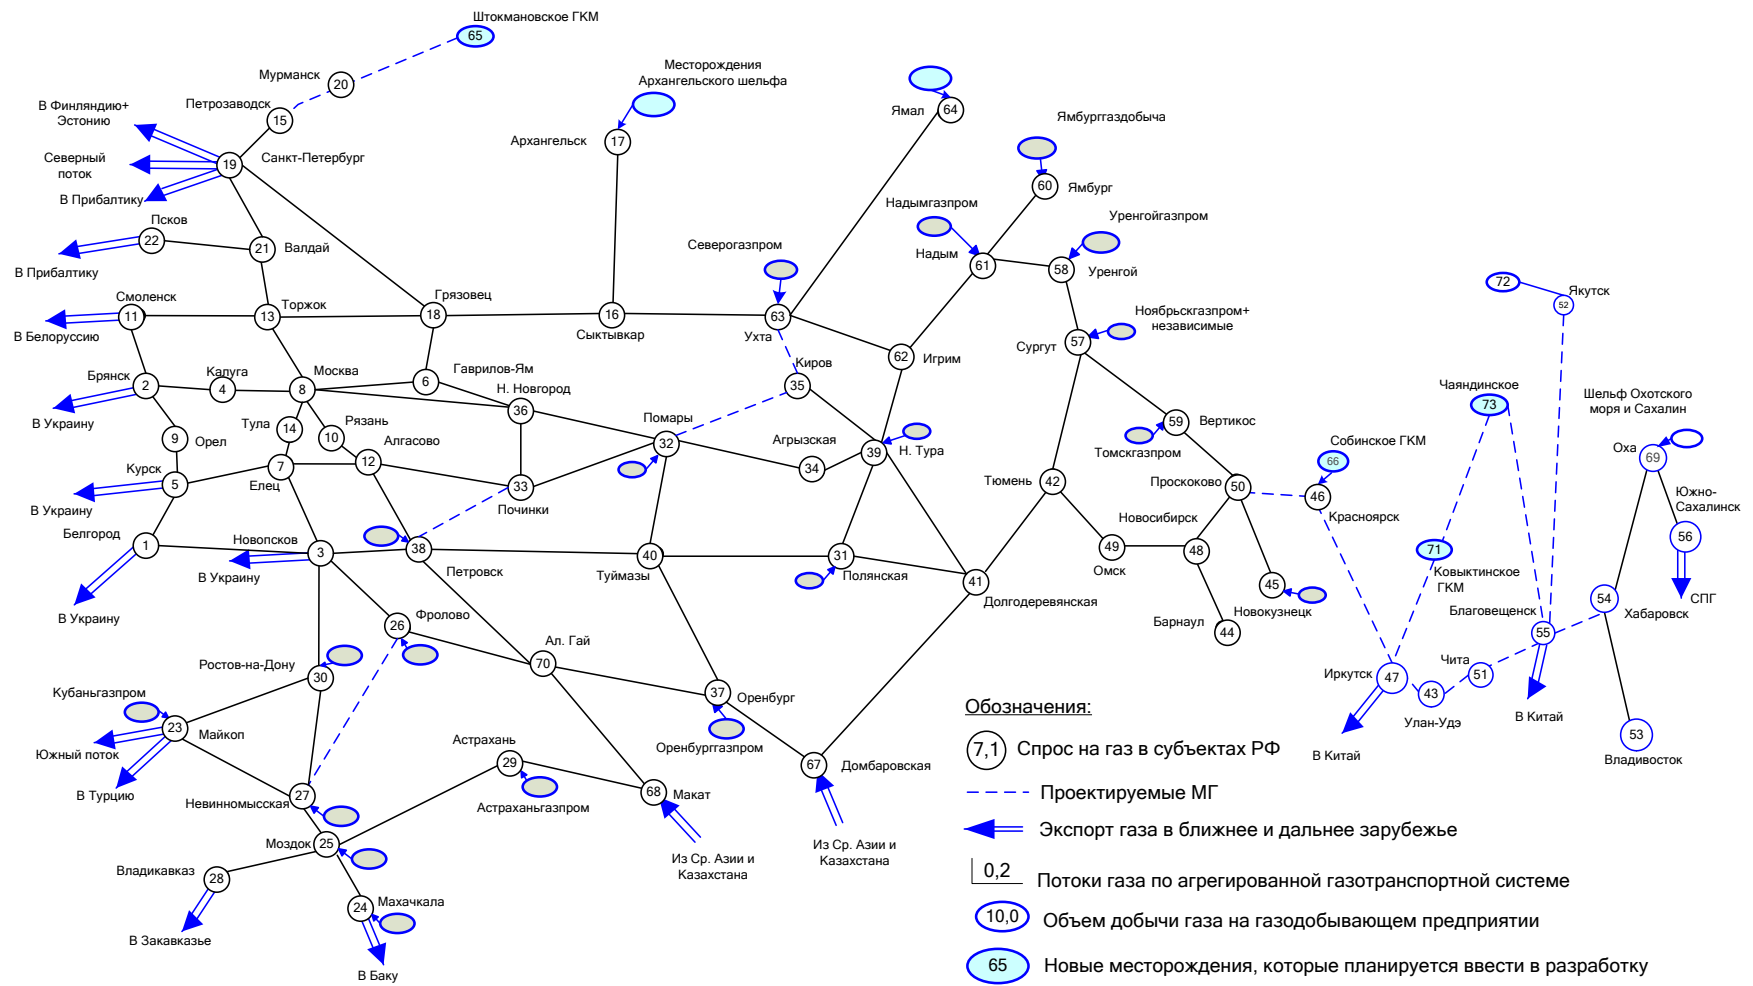 Штокмановское ГКМ
65
Мурманск
20
Петрозаводск
15
В Финляндию+
Эстонию
Северный
поток
В Прибалтику
19
Санкт-Петербург
Месторождения
Архангельского шельфа
Архангельск
17
Ямал
64
Ямбурггаздобыча
60
Ямбург
Надымгазпром
Уренгойгазпром
Надым
61
58
Уренгой
Псков
22
21
Валдай
В Прибалтику
Северогазпром
Смоленск
11
В Белоруссию
Торжок
13
Грязовец
18
16
Сыктывкар
63
Ухта
62
Игрим
Ноябрьскгазпром+
независимые
Сургут
57
72
Якутск
52
Брянск
2
В Украину
Калуга
4
Москва
8
6
Гаврилов-Ям
Н. Новгород
36
Киров
35
Помары
32
Агрызская
34
39
Н. Тура
59
Вертикос
Томскгазпром
Чаяндинское
73
Шельф Охотского
моря и Сахалин
Оха
69
Собинское ГКМ
66
9
Орел
Тула
14
Рязань
10
Алгасово
12
Курск
5
В Украину
7
Елец
33
Починки
Тюмень
42
Проскоково
50
46
Красноярск
Южно-
Сахалинск
56
СПГ
Белгород
1
В Украину
Новопсков
3
В Украину
38
Петровск
40
Туймазы
31
Полянская
41
Долгодеревянская
49
Омск
Новосибирск
48
45
Новокузнецк
Барнаул
44
71
Ковыктинское
ГКМ
Благовещенск
55
54
Хабаровск
Фролово
26
Ал. Гай
70
Ростов-на-Дону
30
Кубаньгазпром
23
Майкоп
Южный поток
В Турцию
37
Оренбург
Оренбурггазпром
Иркутск
47
43
Улан-Удэ
Чита
51
В Китай
В Китай
53
Владивосток
Астрахань
29
Астраханьгазпром
68
Макат
67
Домбаровская
Из Ср. Азии и
Казахстана
Из Ср. Азии и
Казахстана
Невинномысская
27
Моздок
25
Владикавказ
28
В Закавказье
24
Махачкала
В Баку
Обозначения:
7,1 Спрос на газ в субъектах РФ
Проектируемые МГ
Экспорт газа в ближнее и дальнее зарубежье
0,2 Потоки газа по агрегированной газотранспортной системе
10,0 Объем добычи газа на газодобывающем предприятии
65 Новые месторождения, которые планируется ввести в разработку